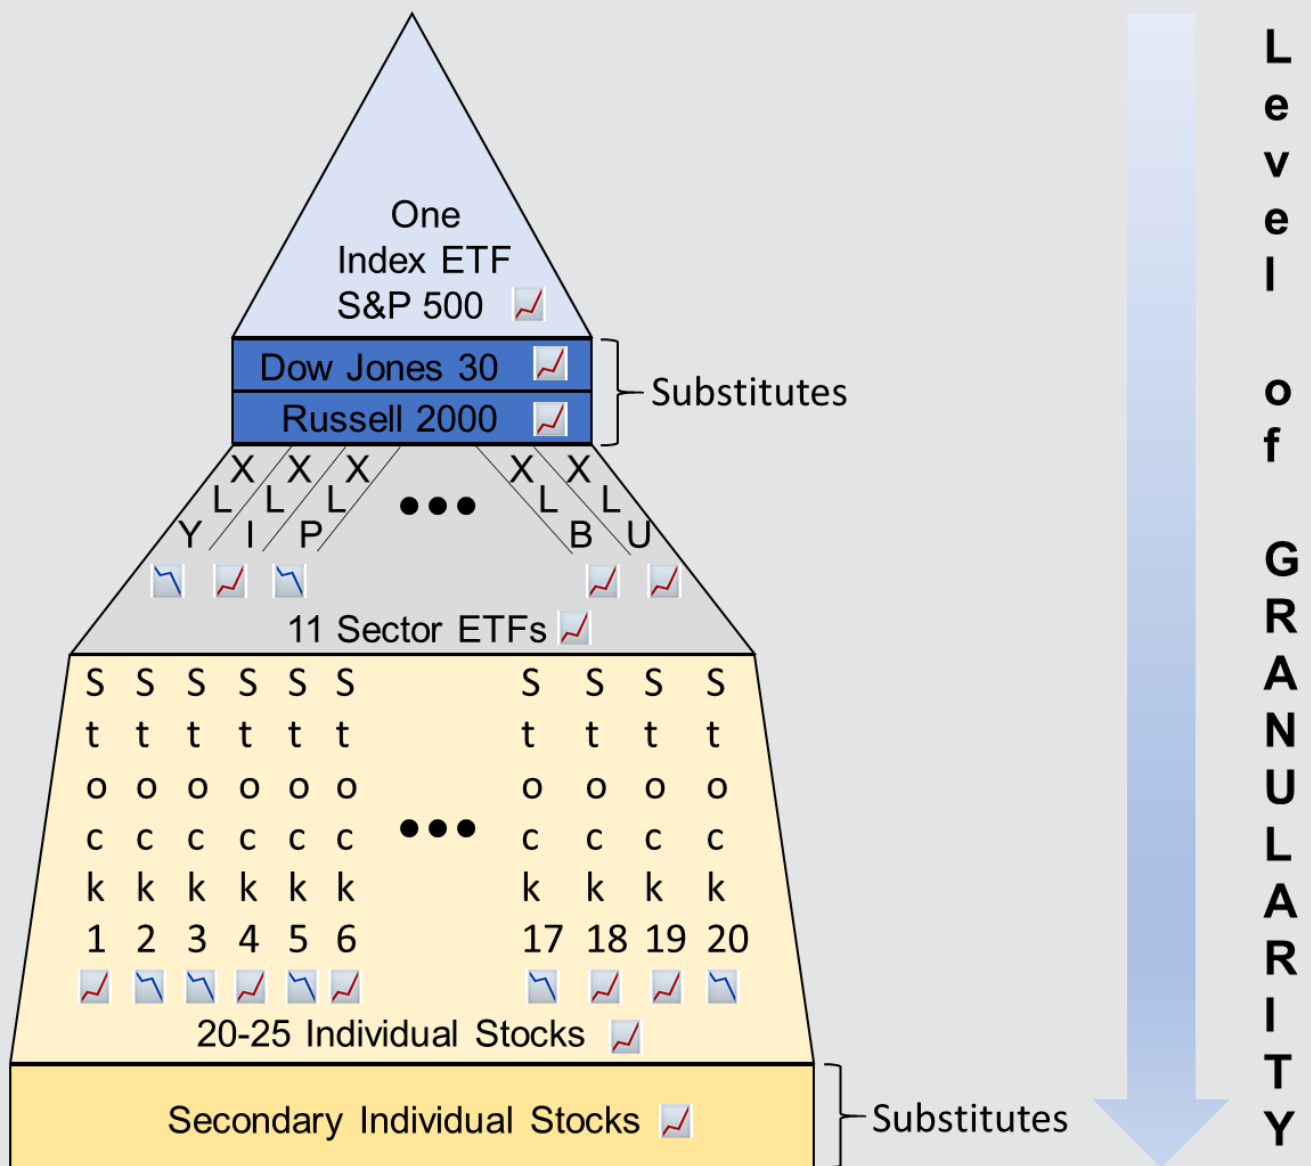 One
Index ETF
S&P 500
Dow Jones 30
Russell 2000
Substitutes
XLY
XLI
XLP
●●●
XLB
XLU
11 Sector ETFs
Stock 1
Stock 2
Stock 3
Stock 4
Stock 5
Stock 6
●●●
Stock 17
Stock 18
Stock 19
Stock 20
20-25 Individual Stocks
Secondary Individual Stocks
Substitutes
Level of GRANULARITY